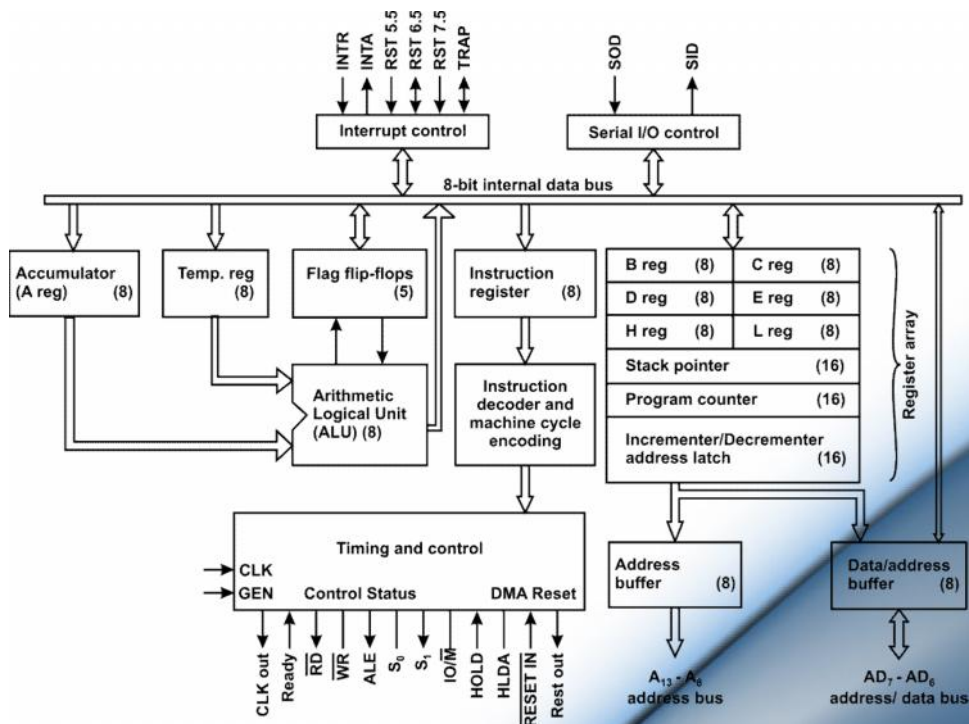 INTR
INTA
RST 5.5
RST 6.5
RST 7.5
TRAP
SOD
SID
Interrupt control
Serial I/O control
8-bit internal data bus
Accumulator
(A reg) (8)
Temp. reg
(8)
Flag flip-flops
(5)
Instruction
register (8)
B reg (8) C reg (8)
D reg (8) E reg (8)
H reg (8) L reg (8)
Stack pointer (16)
Program counter (16)
Incrementer/Decrementer
address latch (16)
Register array
Arithmetic
Logical Unit
(ALU) (8)
Instruction
decoder and
machine cycle
encoding
Timing and control
CLK
GEN
Control Status
DMA Reset
Address
buffer (8)
Data/address
buffer (8)
CLK out
Ready
R̅D̅
W̅R̅
ALE
S₀
S₁
IO/M̅
HOLD
HLDA
R̅E̅S̅E̅T̅ I̅N̅
Rest out
A₁₃ - A₆
address bus
AD₇ - AD₆
address/ data bus